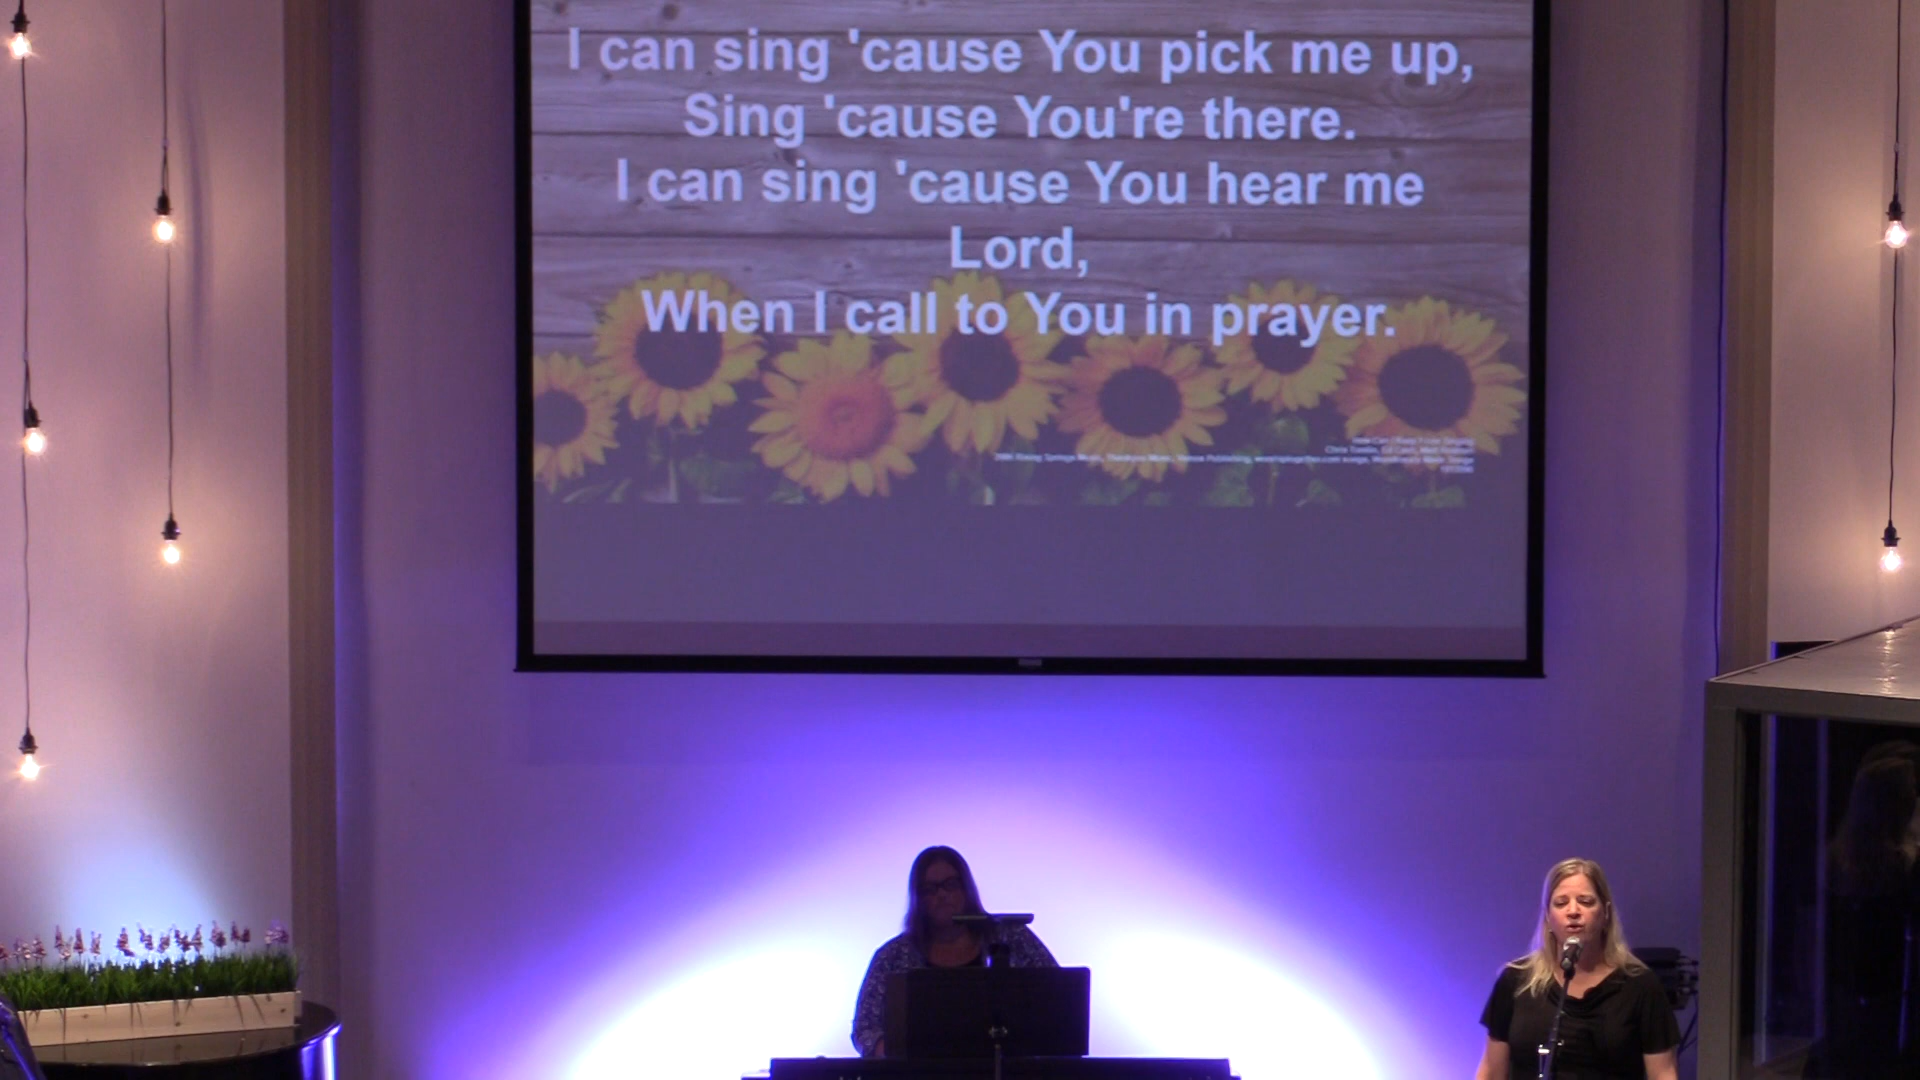 I can sing 'cause You pick me up,
Sing 'cause You're there.
I can sing 'cause You hear me
Lord,
When I call to You in prayer.